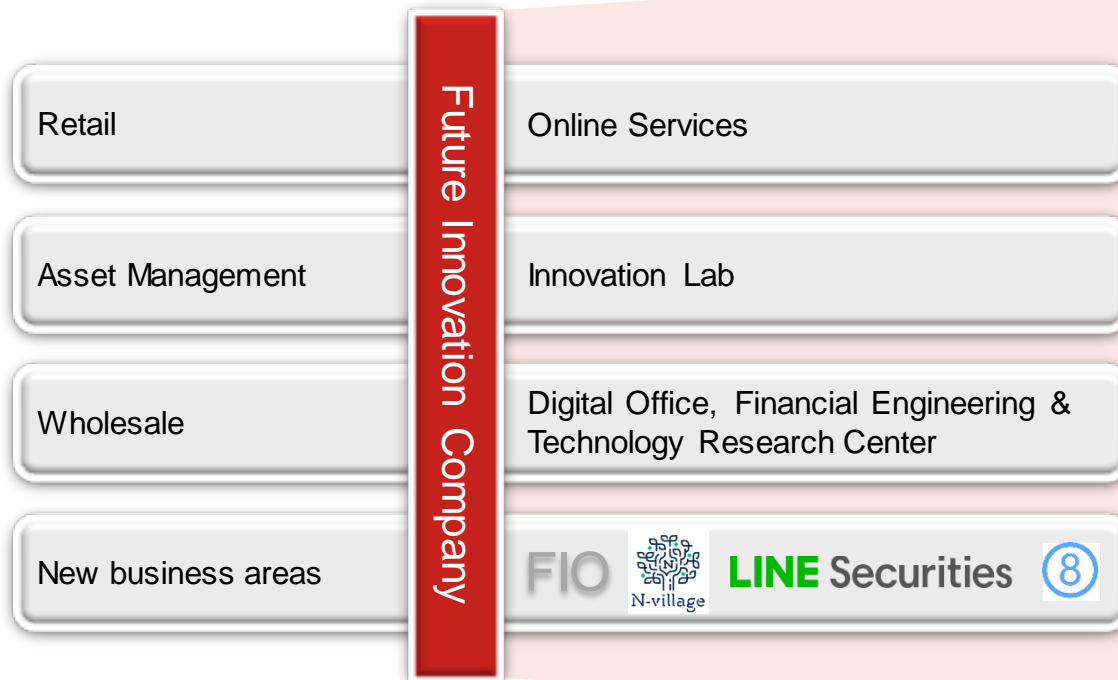 Future Innovation Company
Retail
Online Services
Asset Management
Innovation Lab
Wholesale
Digital Office, Financial Engineering &
Technology Research Center
New business areas
FIO
N
N-village
LINE Securities
8